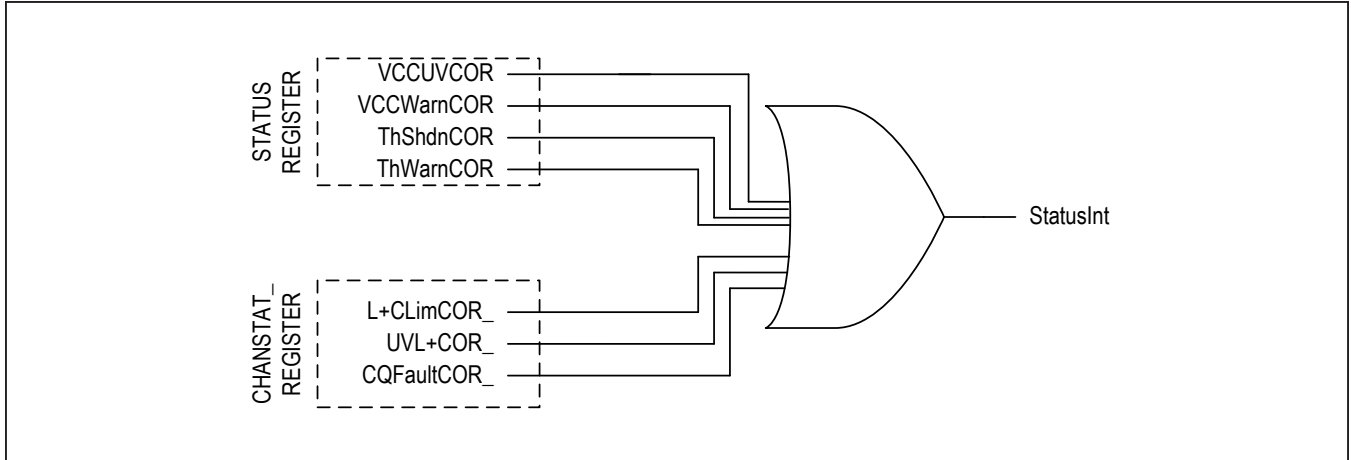 STATUS
REGISTER
VCCUVCOR
VCCWarnCOR
ThShdnCOR
ThWarnCOR
StatusInt
CHANSTAT_
REGISTER
L+CLimCOR_
UVL+COR_
CQFaultCOR_